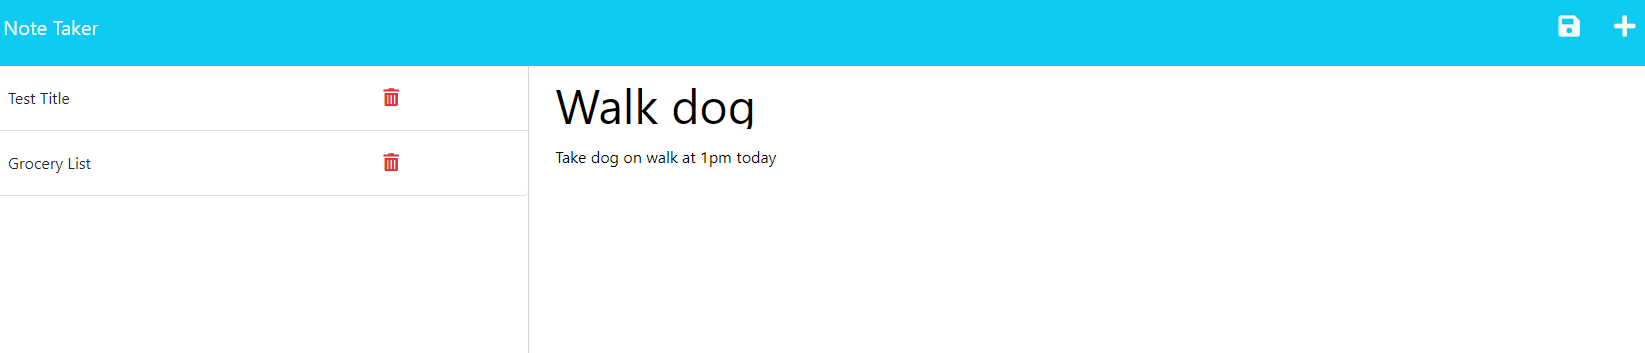 Note Taker
Test Title
Grocery List
Walk dog
Take dog on walk at 1pm today